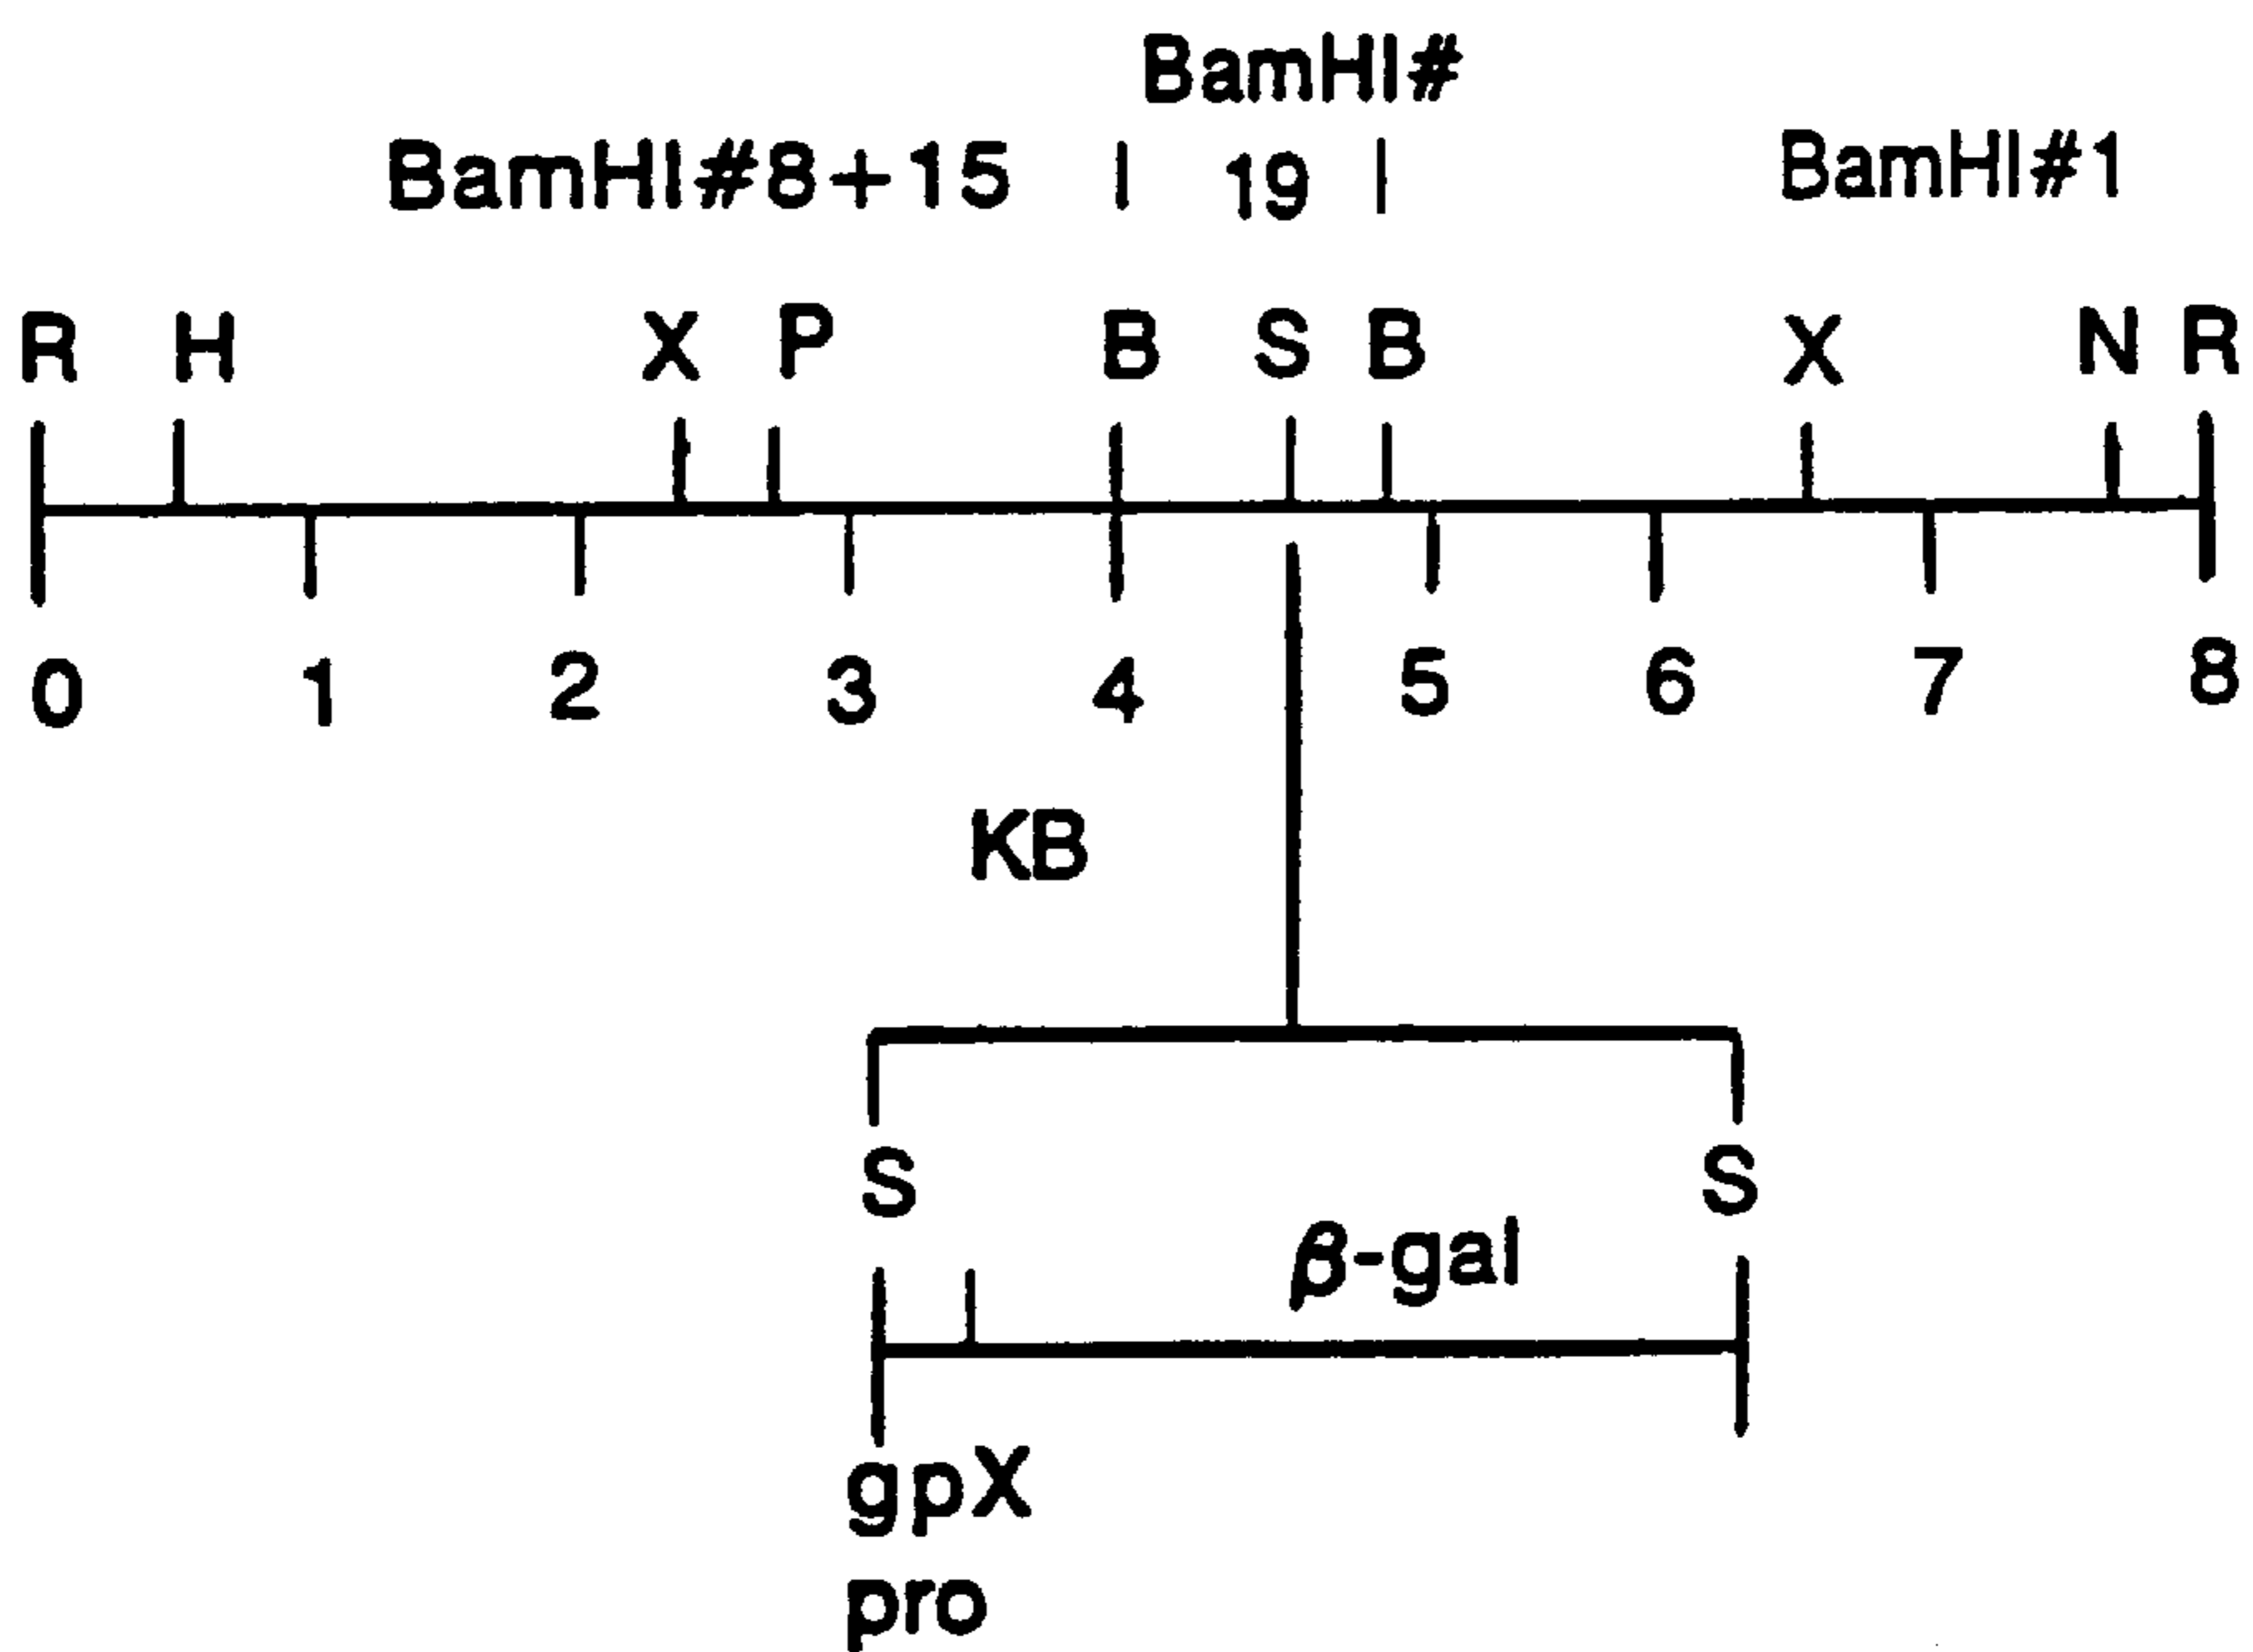 BamHI#
BamHI#8+15 | 19 | BamHI#1
R H X P B S B X N R
0 1 2 3 4 5 6 7 8
KB
S S
β-gal
gpX
pro